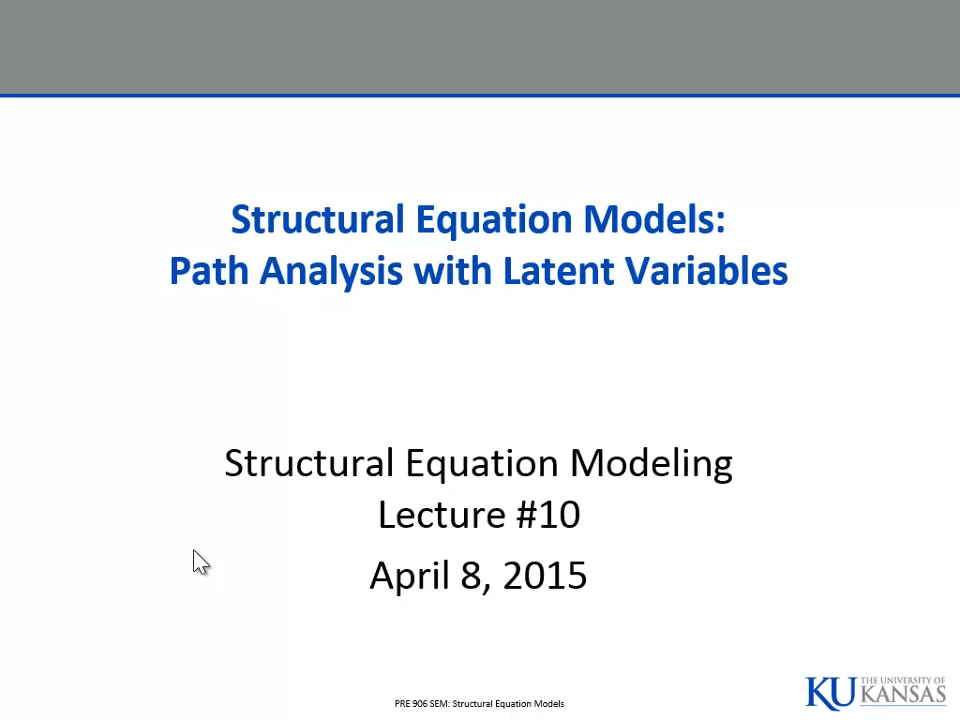 Structural Equation Models:
Path Analysis with Latent Variables
Structural Equation Modeling
Lecture #10
April 8, 2015
PRE 906 SEM: Structural Equation Models
KU THE UNIVERSITY OF
KANSAS